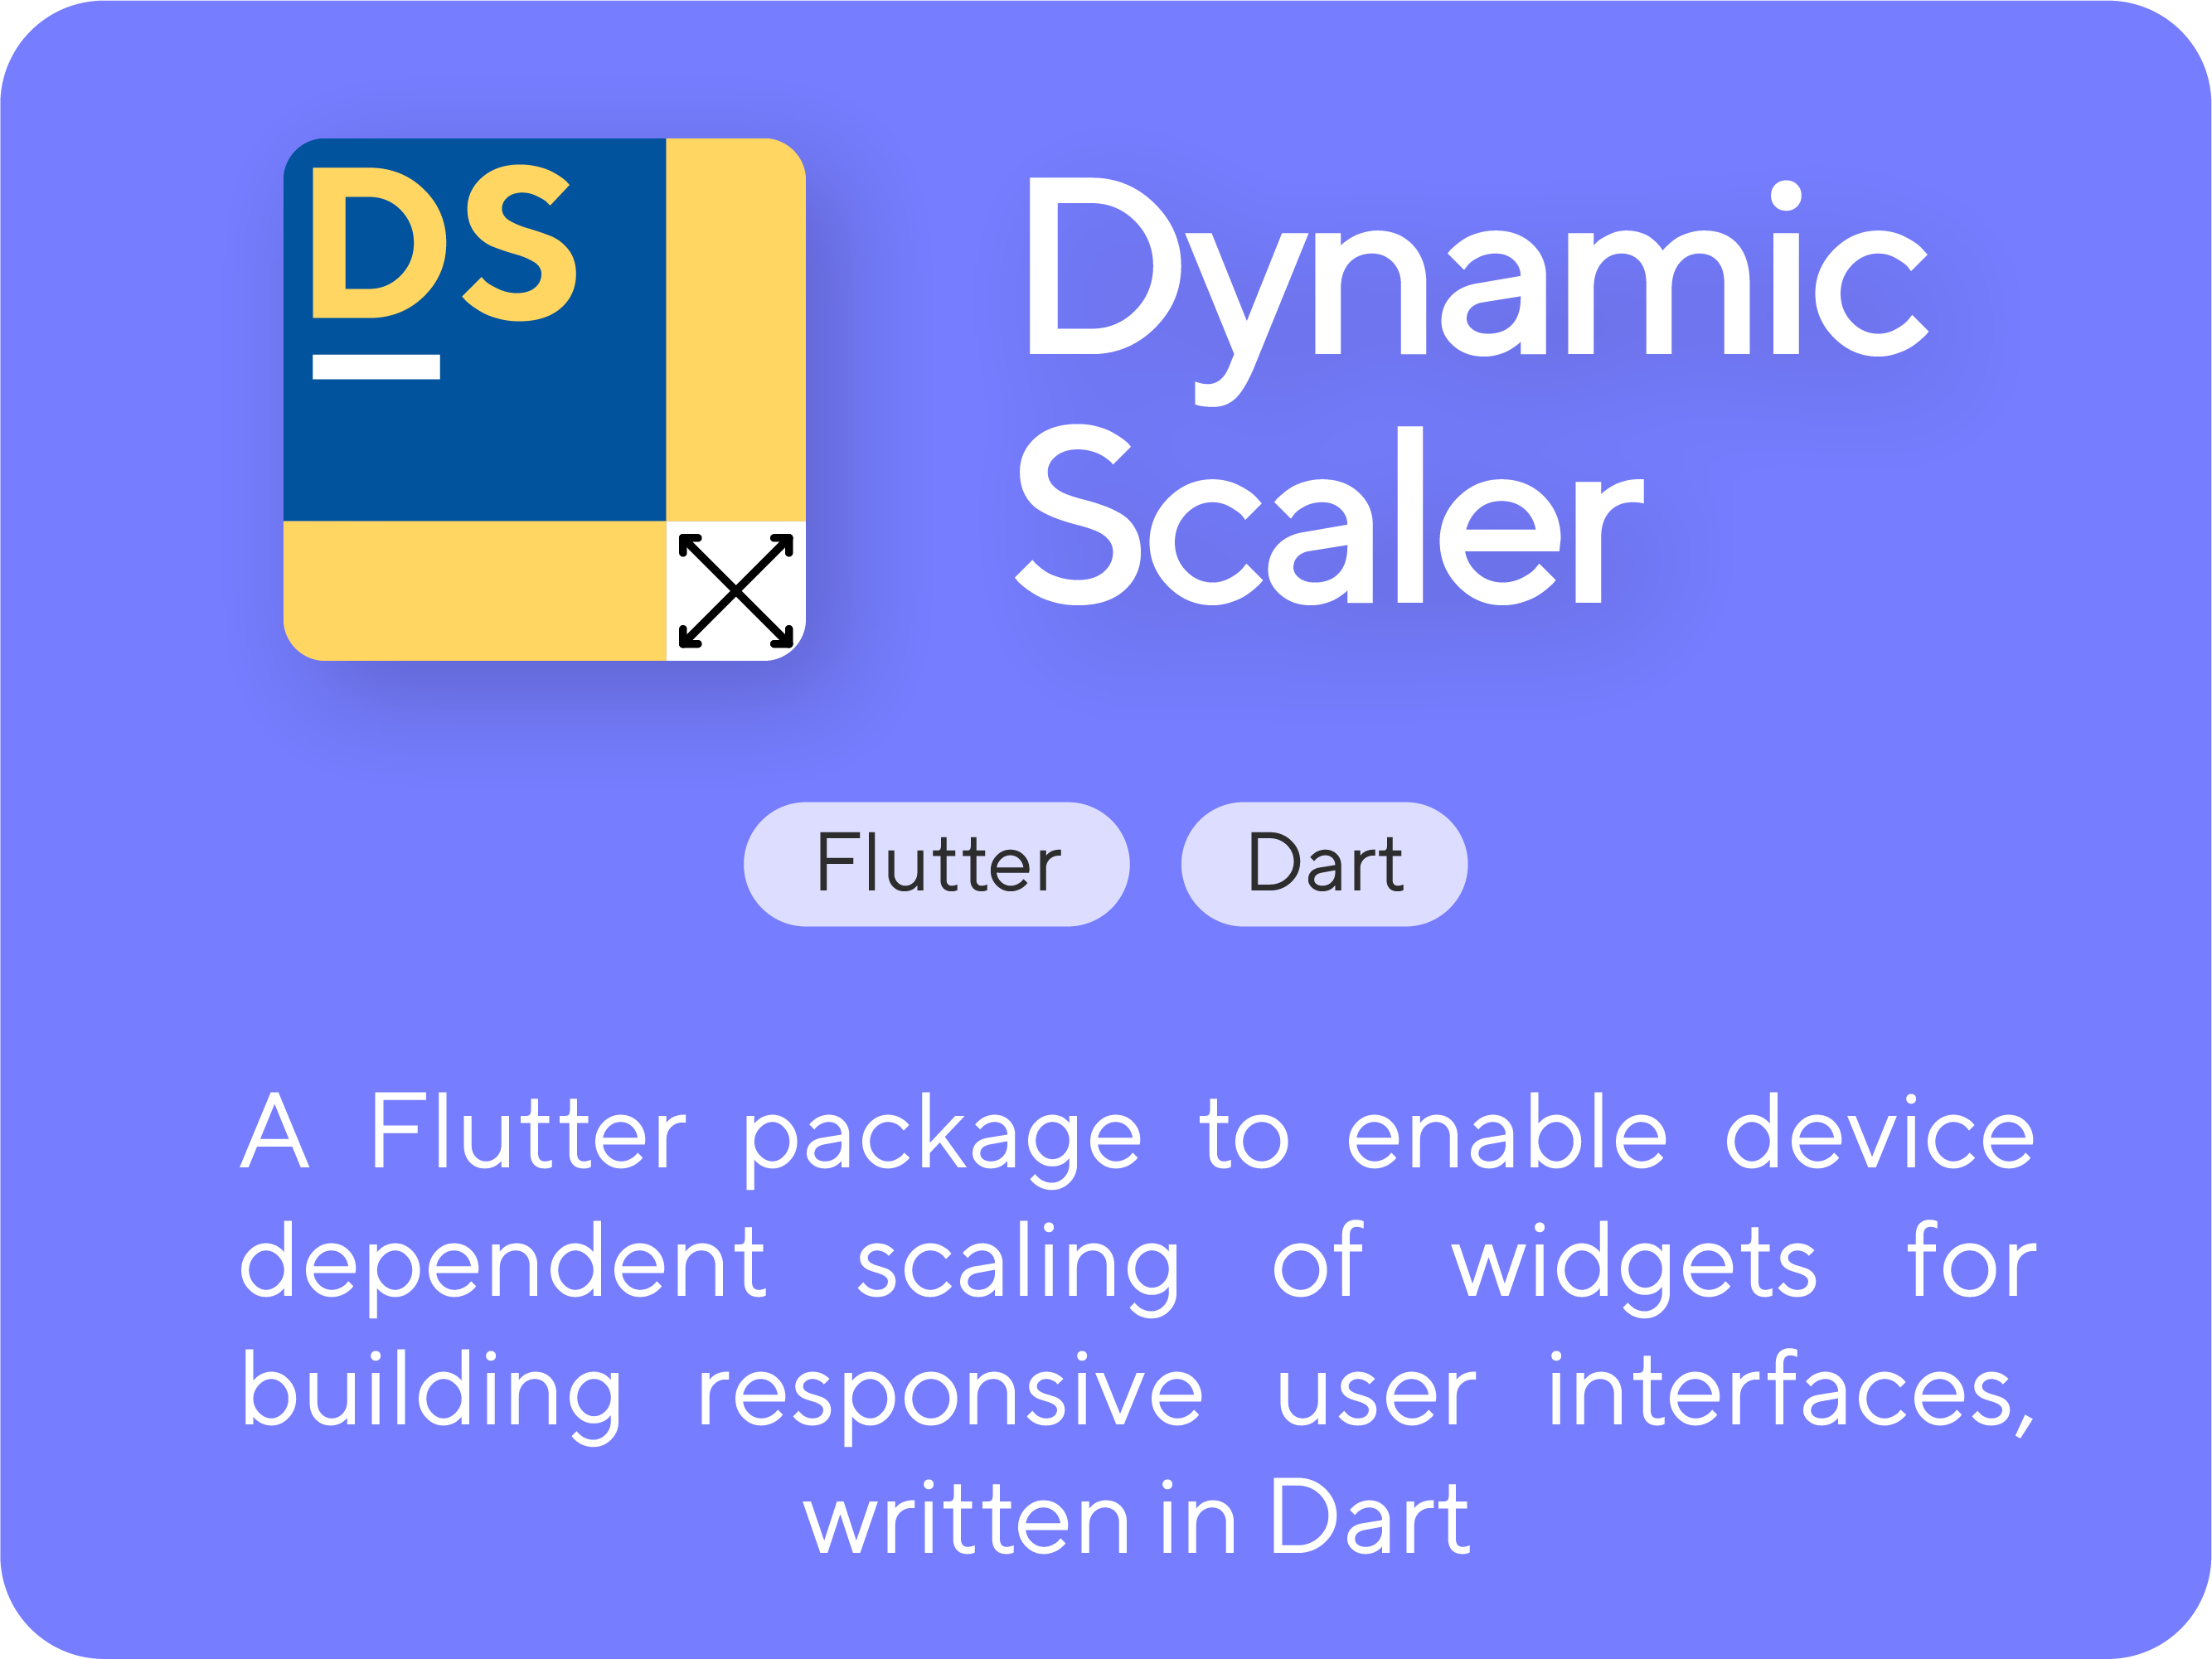 DS
Dynamic
Scaler
Flutter
Dart
A Flutter package to enable device
dependent scaling of widgets for
building responsive user interfaces,
written in Dart